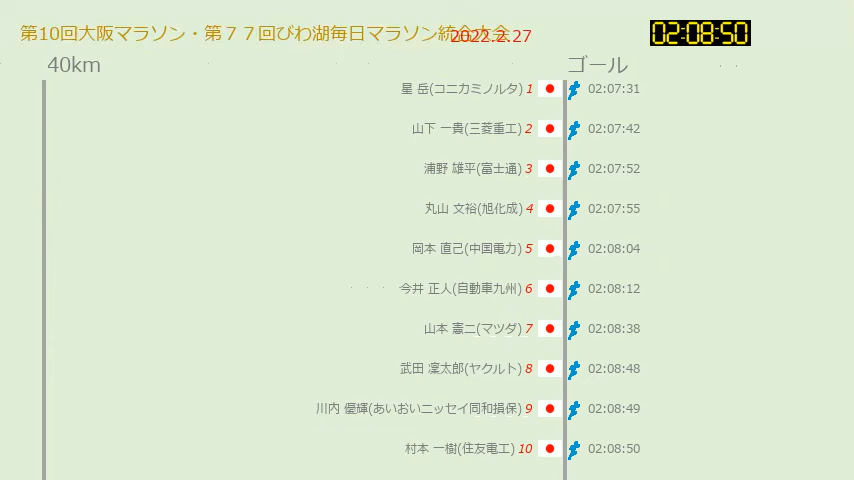 第10回大阪マラソン・第７７回びわ湖毎日マラソン統合大会
2022.2.27
02:08:50
40km
ゴール
星 岳(コニカミノルタ) 1 02:07:31
山下 一貴(三菱重工) 2 02:07:42
浦野 雄平(富士通) 3 02:07:52
丸山 文裕(旭化成) 4 02:07:55
岡本 直己(中国電力) 5 02:08:04
今井 正人(自動車九州) 6 02:08:12
山本 憲二(マツダ) 7 02:08:38
武田 凜太郎(ヤクルト) 8 02:08:48
川内 優輝(あいおいニッセイ同和損保) 9 02:08:49
村本 一樹(住友電工) 10 02:08:50